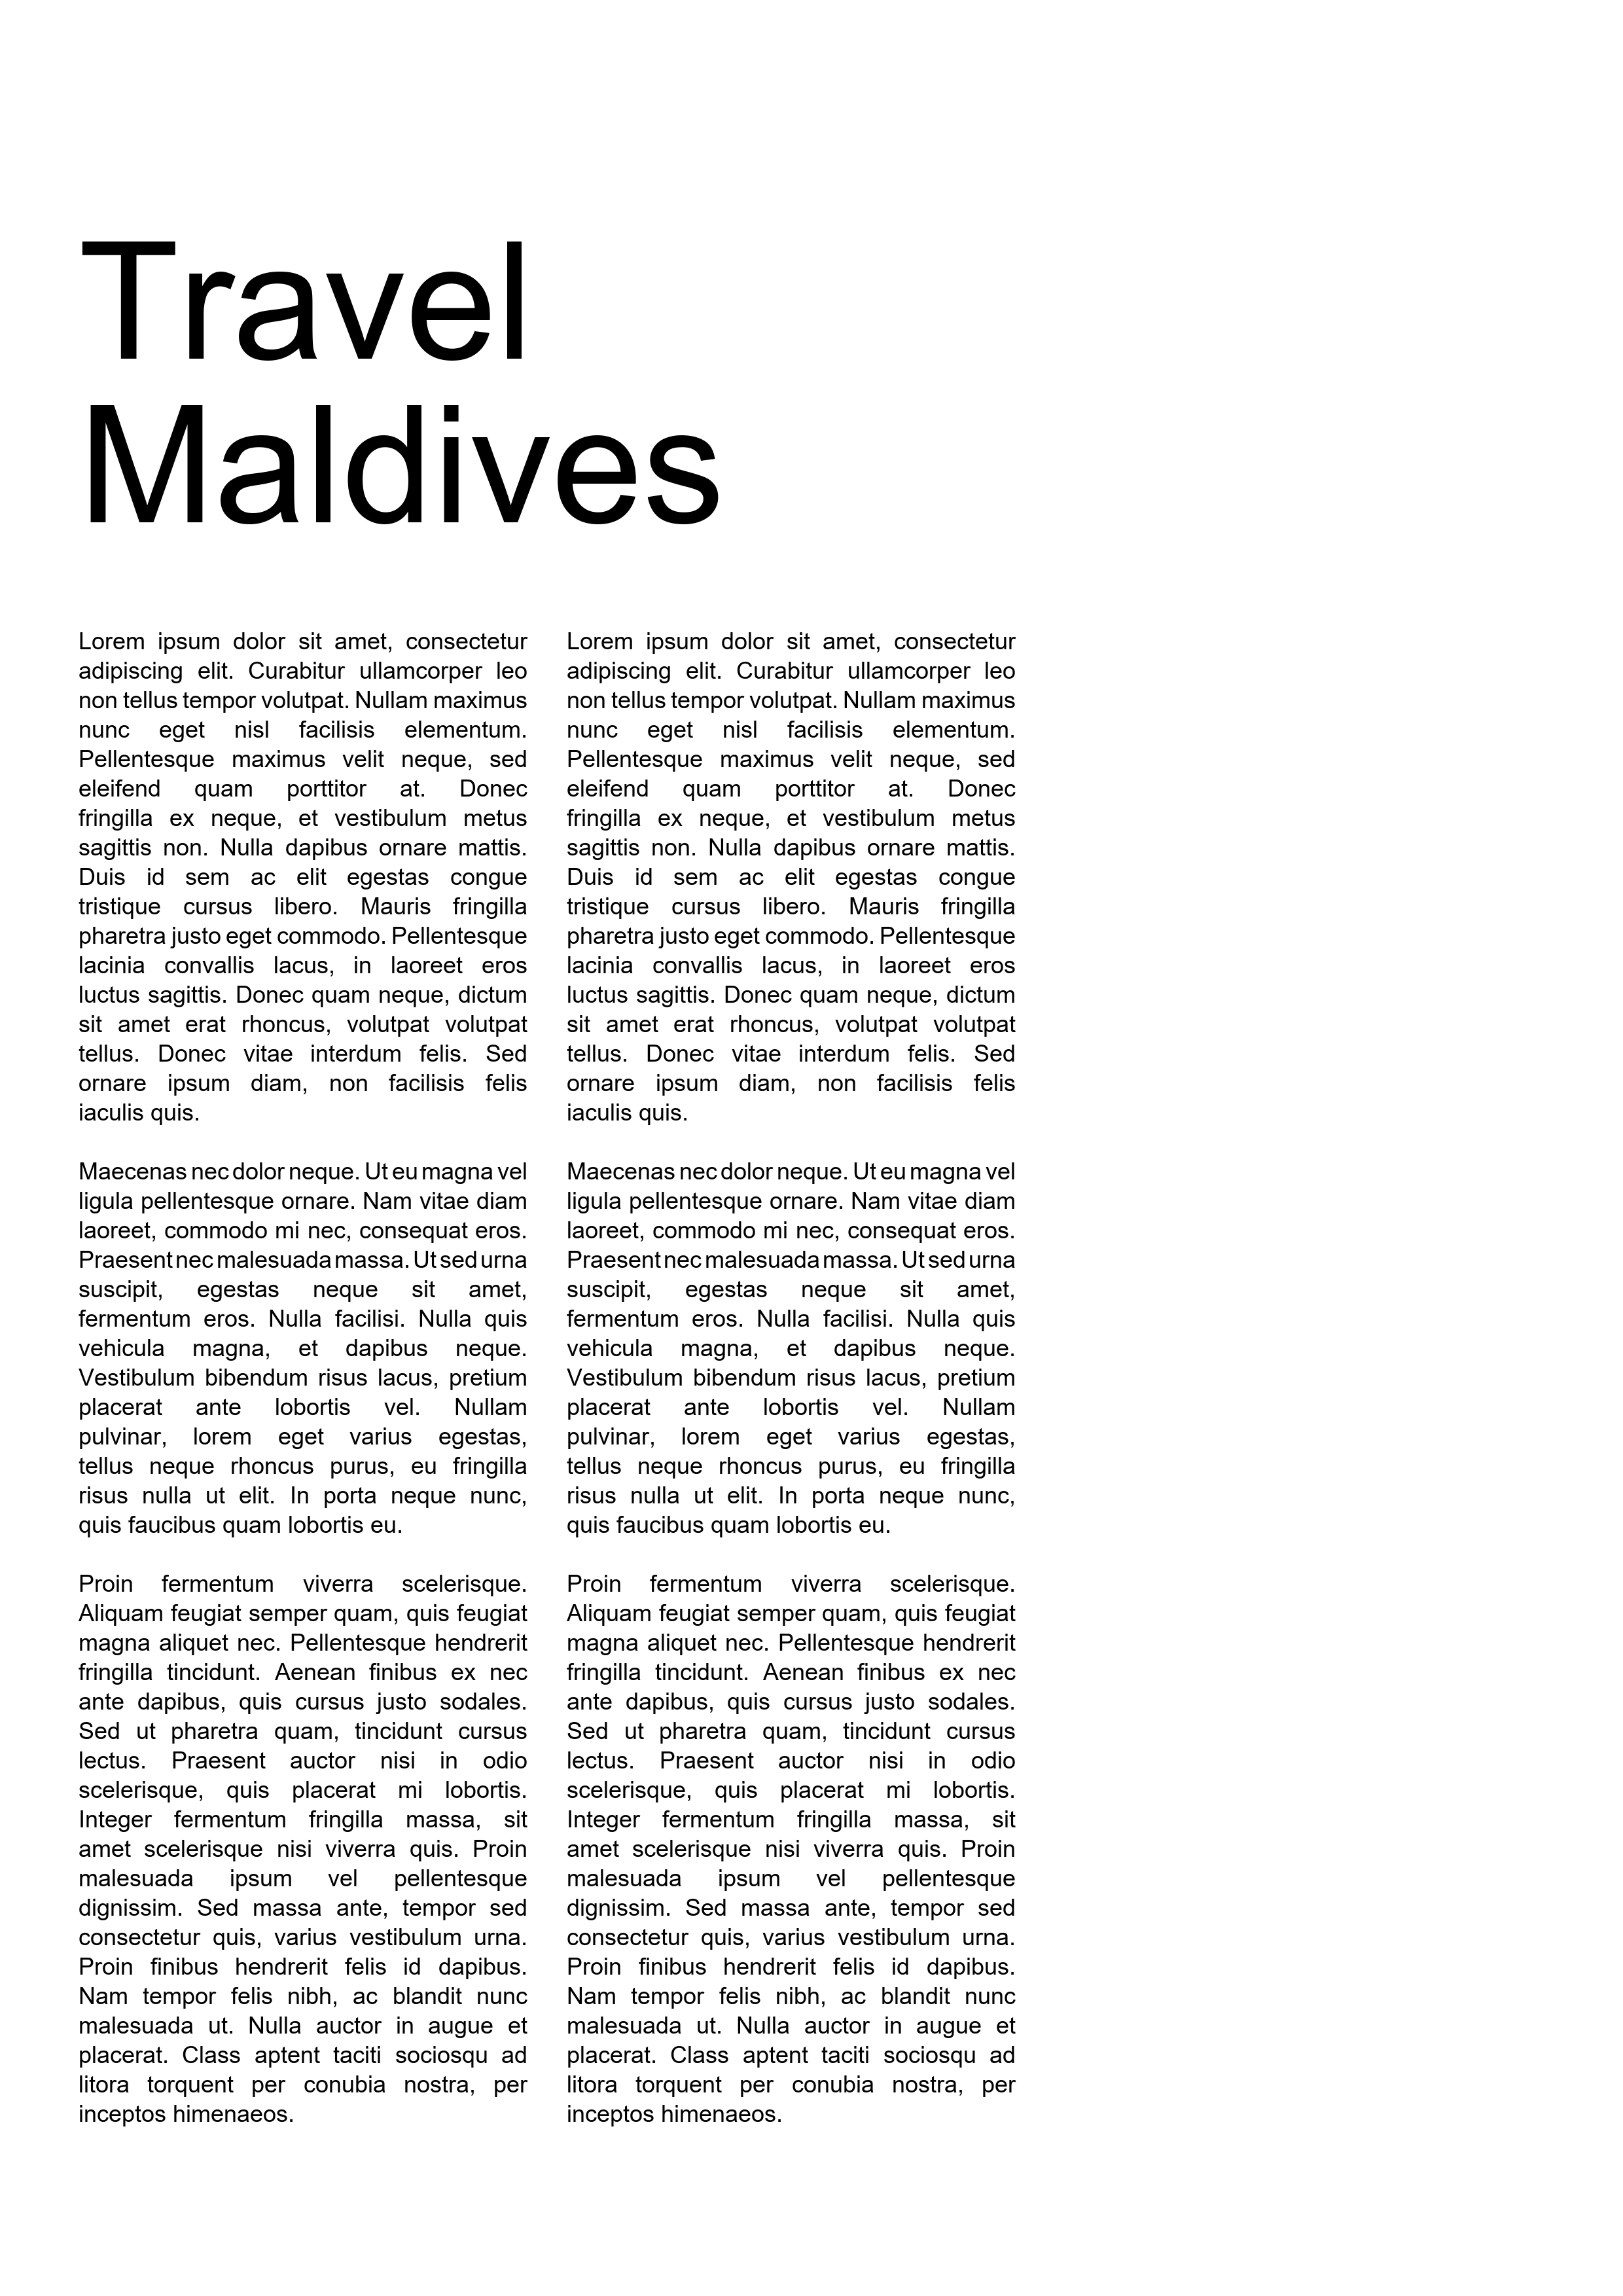 Travel
Maldives
Lorem ipsum dolor sit amet, consectetur
adipiscing elit. Curabitur ullamcorper leo
non tellus tempor volutpat. Nullam maximus
nunc eget nisl facilisis elementum.
Pellentesque maximus velit neque, sed
eleifend quam porttitor at. Donec
fringilla ex neque, et vestibulum metus
sagittis non. Nulla dapibus ornare mattis.
Duis id sem ac elit egestas congue
tristique cursus libero. Mauris fringilla
pharetra justo eget commodo. Pellentesque
lacinia convallis lacus, in laoreet eros
luctus sagittis. Donec quam neque, dictum
sit amet erat rhoncus, volutpat volutpat
tellus. Donec vitae interdum felis. Sed
ornare ipsum diam, non facilisis felis
iaculis quis.
Maecenas nec dolor neque. Ut eu magna vel
ligula pellentesque ornare. Nam vitae diam
laoreet, commodo mi nec, consequat eros.
Praesent nec malesuada massa. Ut sed urna
suscipit, egestas neque sit amet,
fermentum eros. Nulla facilisi. Nulla quis
vehicula magna, et dapibus neque.
Vestibulum bibendum risus lacus, pretium
placerat ante lobortis vel. Nullam
pulvinar, lorem eget varius egestas,
tellus neque rhoncus purus, eu fringilla
risus nulla ut elit. In porta neque nunc,
quis faucibus quam lobortis eu.
Proin fermentum viverra scelerisque.
Aliquam feugiat semper quam, quis feugiat
magna aliquet nec. Pellentesque hendrerit
fringilla tincidunt. Aenean finibus ex nec
ante dapibus, quis cursus justo sodales.
Sed ut pharetra quam, tincidunt cursus
lectus. Praesent auctor nisi in odio
scelerisque, quis placerat mi lobortis.
Integer fermentum fringilla massa, sit
amet scelerisque nisi viverra quis. Proin
malesuada ipsum vel pellentesque
dignissim. Sed massa ante, tempor sed
consectetur quis, varius vestibulum urna.
Proin finibus hendrerit felis id dapibus.
Nam tempor felis nibh, ac blandit nunc
malesuada ut. Nulla auctor in augue et
placerat. Class aptent taciti sociosqu ad
litora torquent per conubia nostra, per
inceptos himenaeos.
Lorem ipsum dolor sit amet, consectetur
adipiscing elit. Curabitur ullamcorper leo
non tellus tempor volutpat. Nullam maximus
nunc eget nisl facilisis elementum.
Pellentesque maximus velit neque, sed
eleifend quam porttitor at. Donec
fringilla ex neque, et vestibulum metus
sagittis non. Nulla dapibus ornare mattis.
Duis id sem ac elit egestas congue
tristique cursus libero. Mauris fringilla
pharetra justo eget commodo. Pellentesque
lacinia convallis lacus, in laoreet eros
luctus sagittis. Donec quam neque, dictum
sit amet erat rhoncus, volutpat volutpat
tellus. Donec vitae interdum felis. Sed
ornare ipsum diam, non facilisis felis
iaculis quis.
Maecenas nec dolor neque. Ut eu magna vel
ligula pellentesque ornare. Nam vitae diam
laoreet, commodo mi nec, consequat eros.
Praesent nec malesuada massa. Ut sed urna
suscipit, egestas neque sit amet,
fermentum eros. Nulla facilisi. Nulla quis
vehicula magna, et dapibus neque.
Vestibulum bibendum risus lacus, pretium
placerat ante lobortis vel. Nullam
pulvinar, lorem eget varius egestas,
tellus neque rhoncus purus, eu fringilla
risus nulla ut elit. In porta neque nunc,
quis faucibus quam lobortis eu.
Proin fermentum viverra scelerisque.
Aliquam feugiat semper quam, quis feugiat
magna aliquet nec. Pellentesque hendrerit
fringilla tincidunt. Aenean finibus ex nec
ante dapibus, quis cursus justo sodales.
Sed ut pharetra quam, tincidunt cursus
lectus. Praesent auctor nisi in odio
scelerisque, quis placerat mi lobortis.
Integer fermentum fringilla massa, sit
amet scelerisque nisi viverra quis. Proin
malesuada ipsum vel pellentesque
dignissim. Sed massa ante, tempor sed
consectetur quis, varius vestibulum urna.
Proin finibus hendrerit felis id dapibus.
Nam tempor felis nibh, ac blandit nunc
malesuada ut. Nulla auctor in augue et
placerat. Class aptent taciti sociosqu ad
litora torquent per conubia nostra, per
inceptos himenaeos.